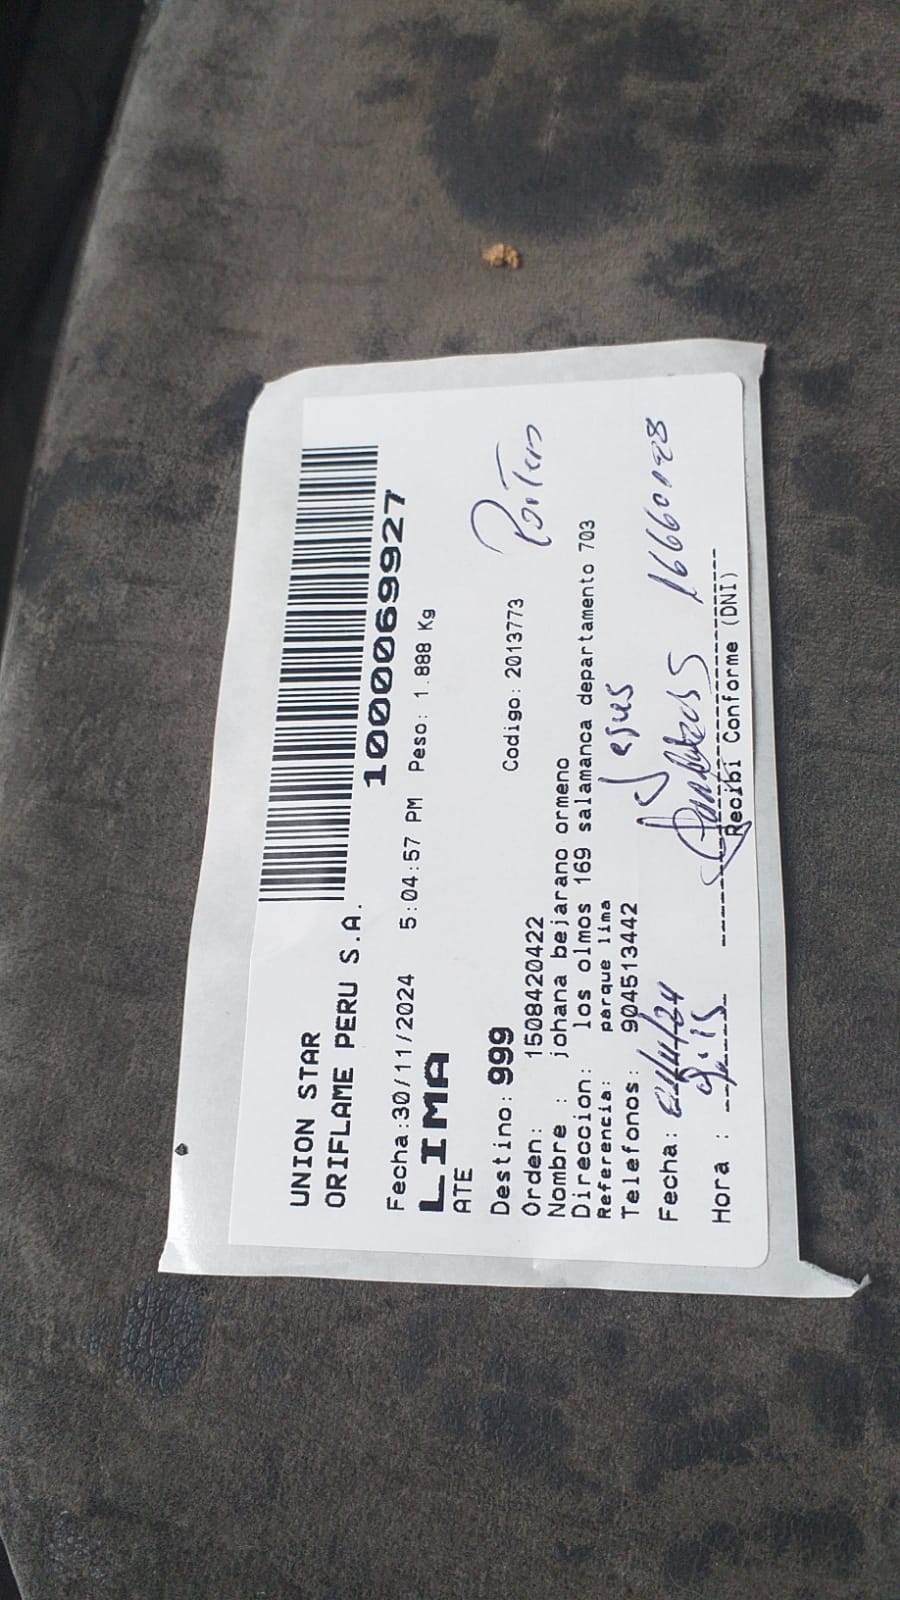 UNION STAR
ORIFLAME PERU S.A.
1000069927
Fecha:30/11/2024 5:04:57 PM Peso: 1.888 Kg
LIMA
ATE
Destino: 999 Codigo: 2013773
Orden: 1508420422
Nombre : johana bejarano ormeno
Direccion: los olmos 169 salamanca departamento 703
Referencia: parque lima
Telefonos: 904513442
Jesus
Fecha:
Hora :
Recibi Conforme (DNI)